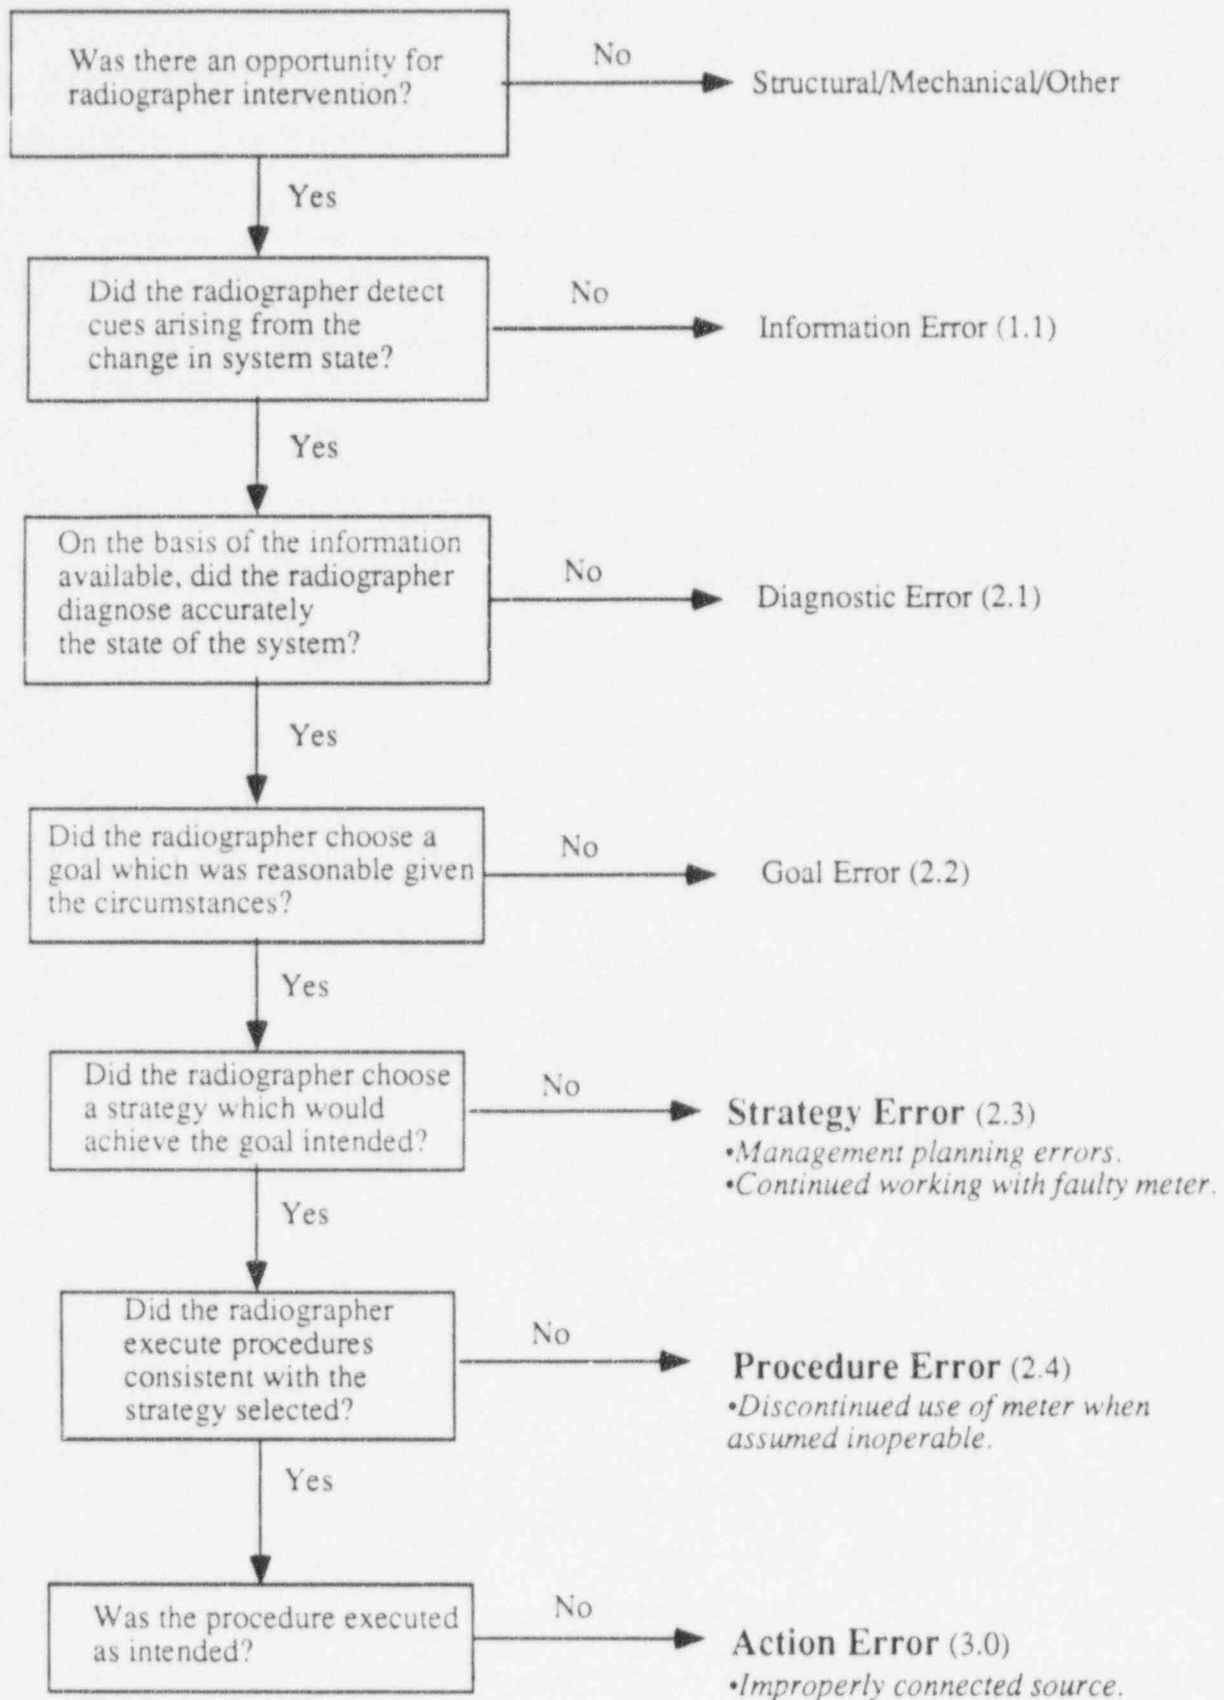 Was there an opportunity for
radiographer intervention?
No
Structural/Mechanical/Other
Yes
Did the radiographer detect
cues arising from the
change in system state?
No
Information Error (1.1)
Yes
On the basis of the information
available, did the radiographer
diagnose accurately
the state of the system?
No
Diagnostic Error (2.1)
Yes
Did the radiographer choose a
goal which was reasonable given
the circumstances?
No
Goal Error (2.2)
Yes
Did the radiographer choose
a strategy which would
achieve the goal intended?
No
Strategy Error (2.3)
•Management planning errors.
•Continued working with faulty meter.
Yes
Did the radiographer
execute procedures
consistent with the
strategy selected?
No
Procedure Error (2.4)
•Discontinued use of meter when
assumed inoperable.
Yes
Was the procedure executed
as intended?
No
Action Error (3.0)
•Improperly connected source.